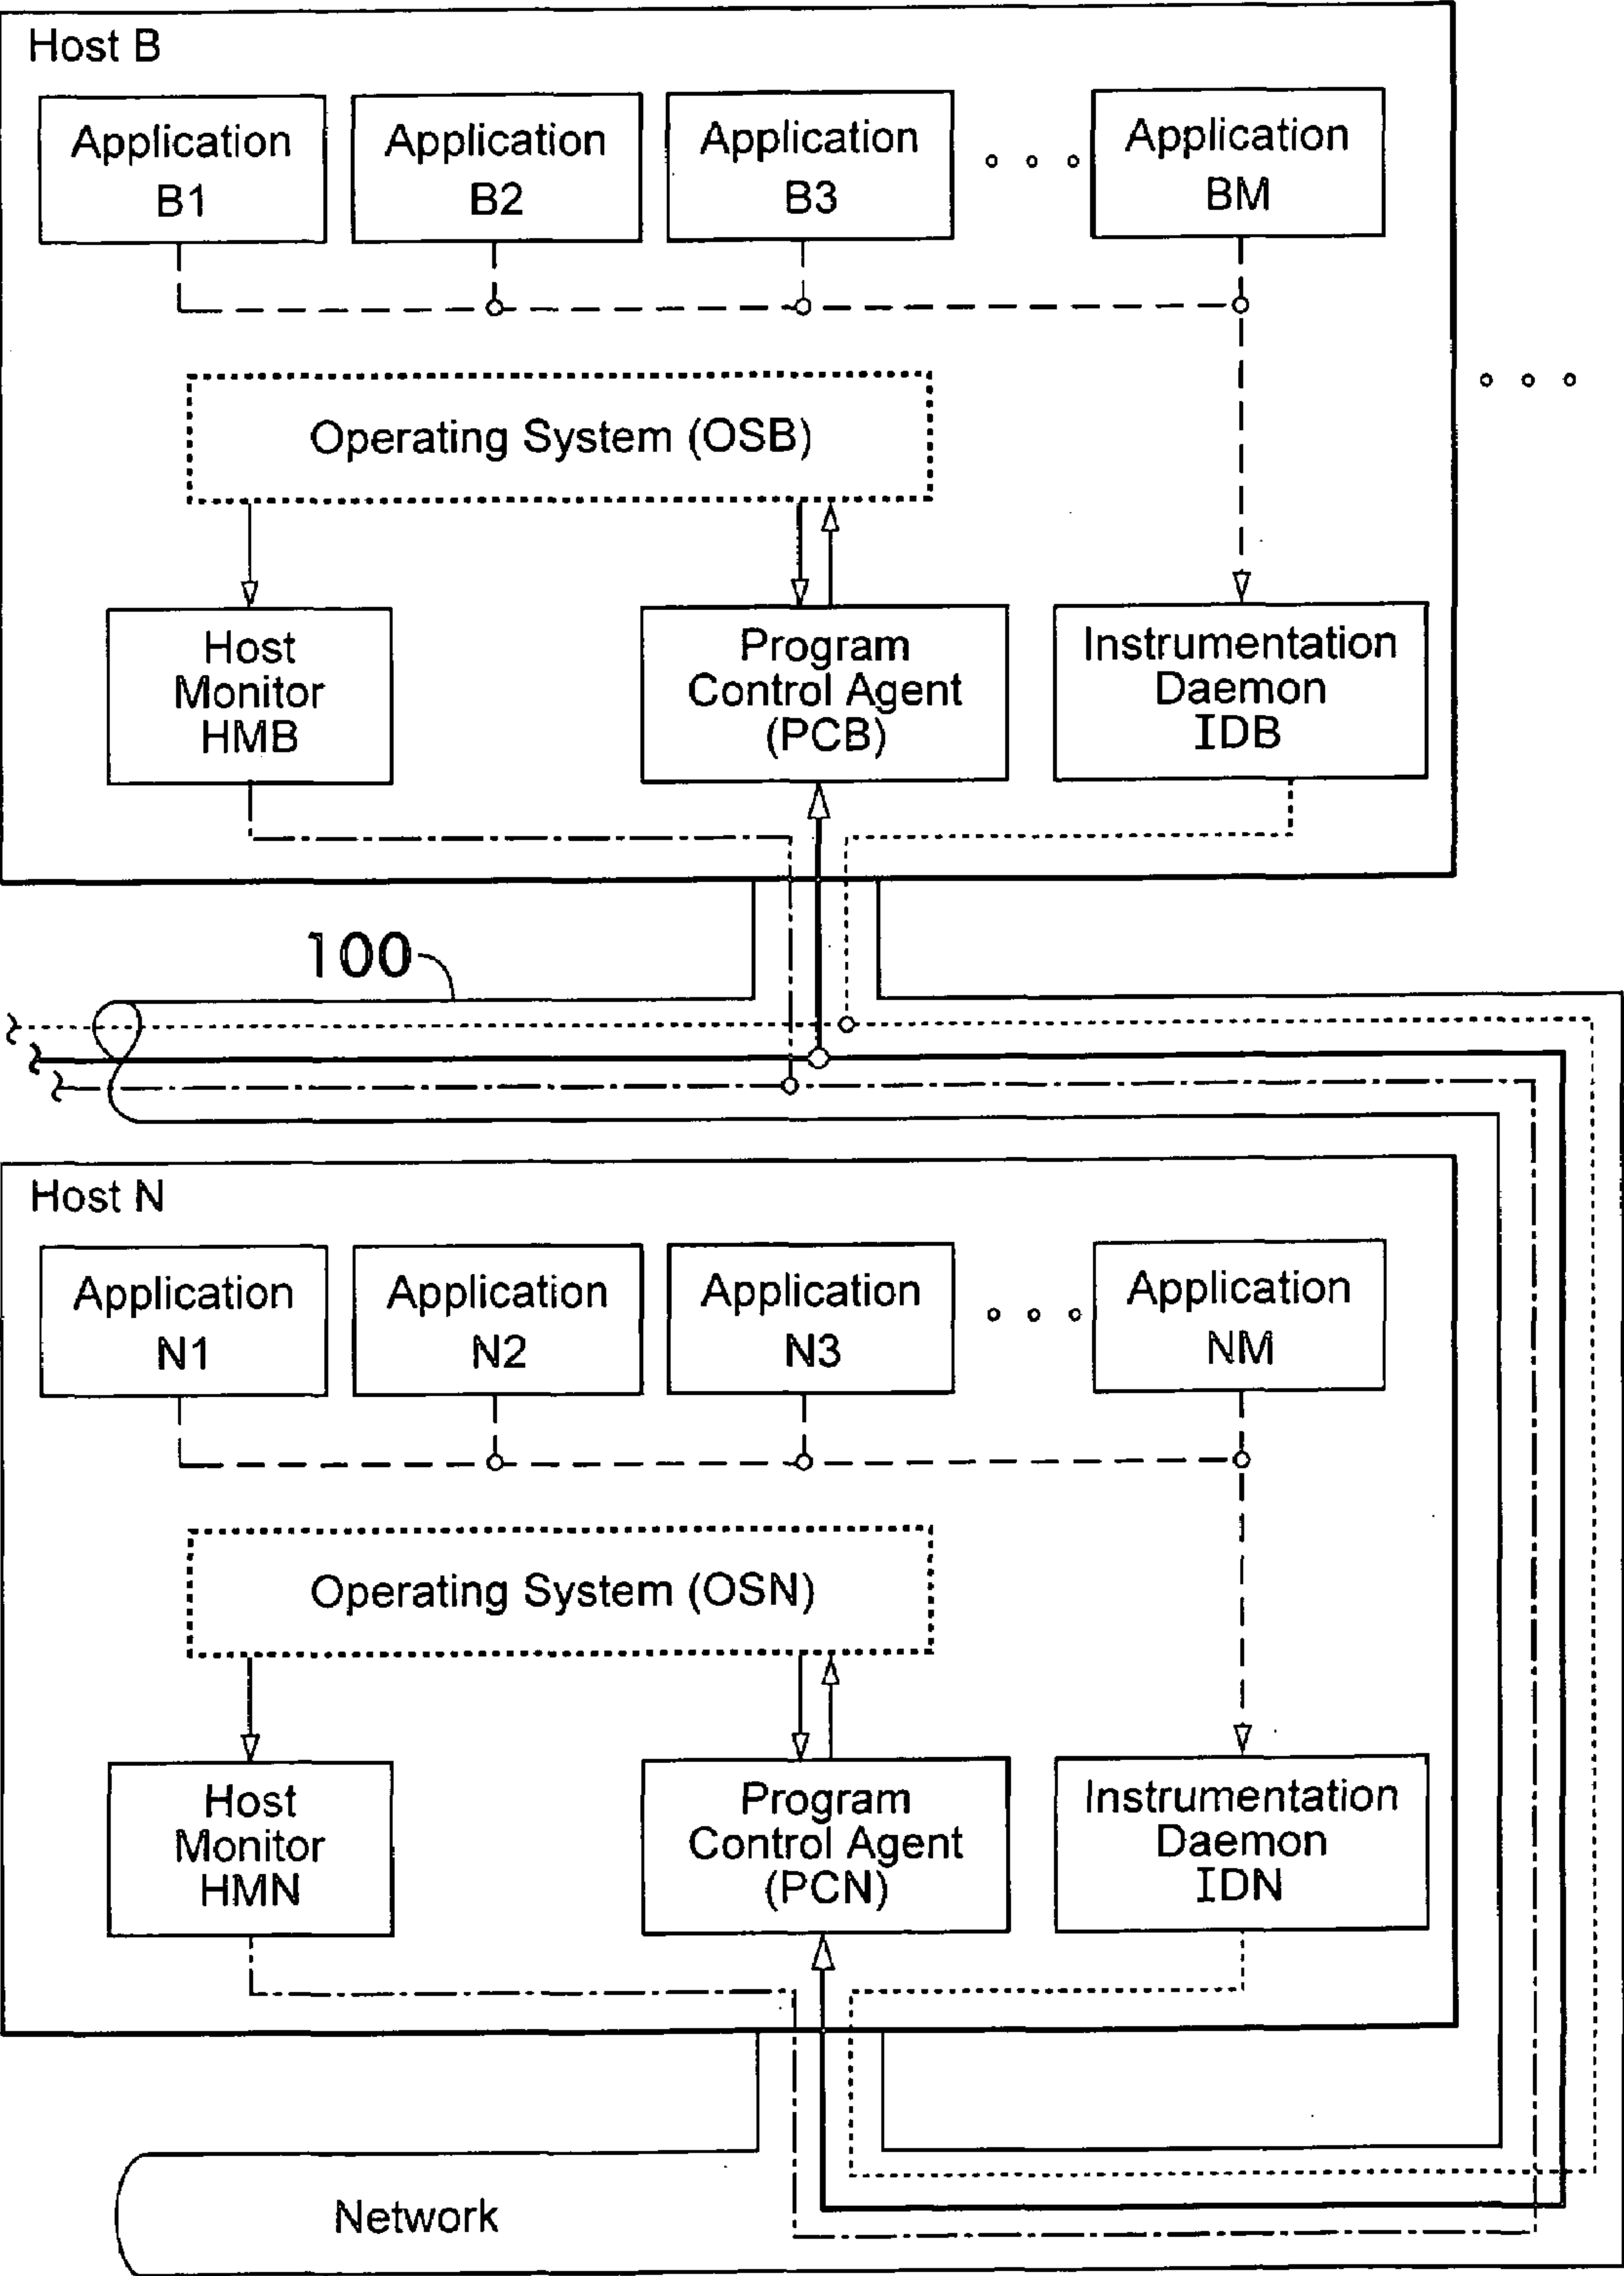 Host B
Application
B1
Application
B2
Application
B3
Application
BM
Operating System (OSB)
Host
Monitor
HMB
Program
Control Agent
(PCB)
Instrumentation
Daemon
IDB
100
Host N
Application
N1
Application
N2
Application
N3
Application
NM
Operating System (OSN)
Host
Monitor
HMN
Program
Control Agent
(PCN)
Instrumentation
Daemon
IDN
Network